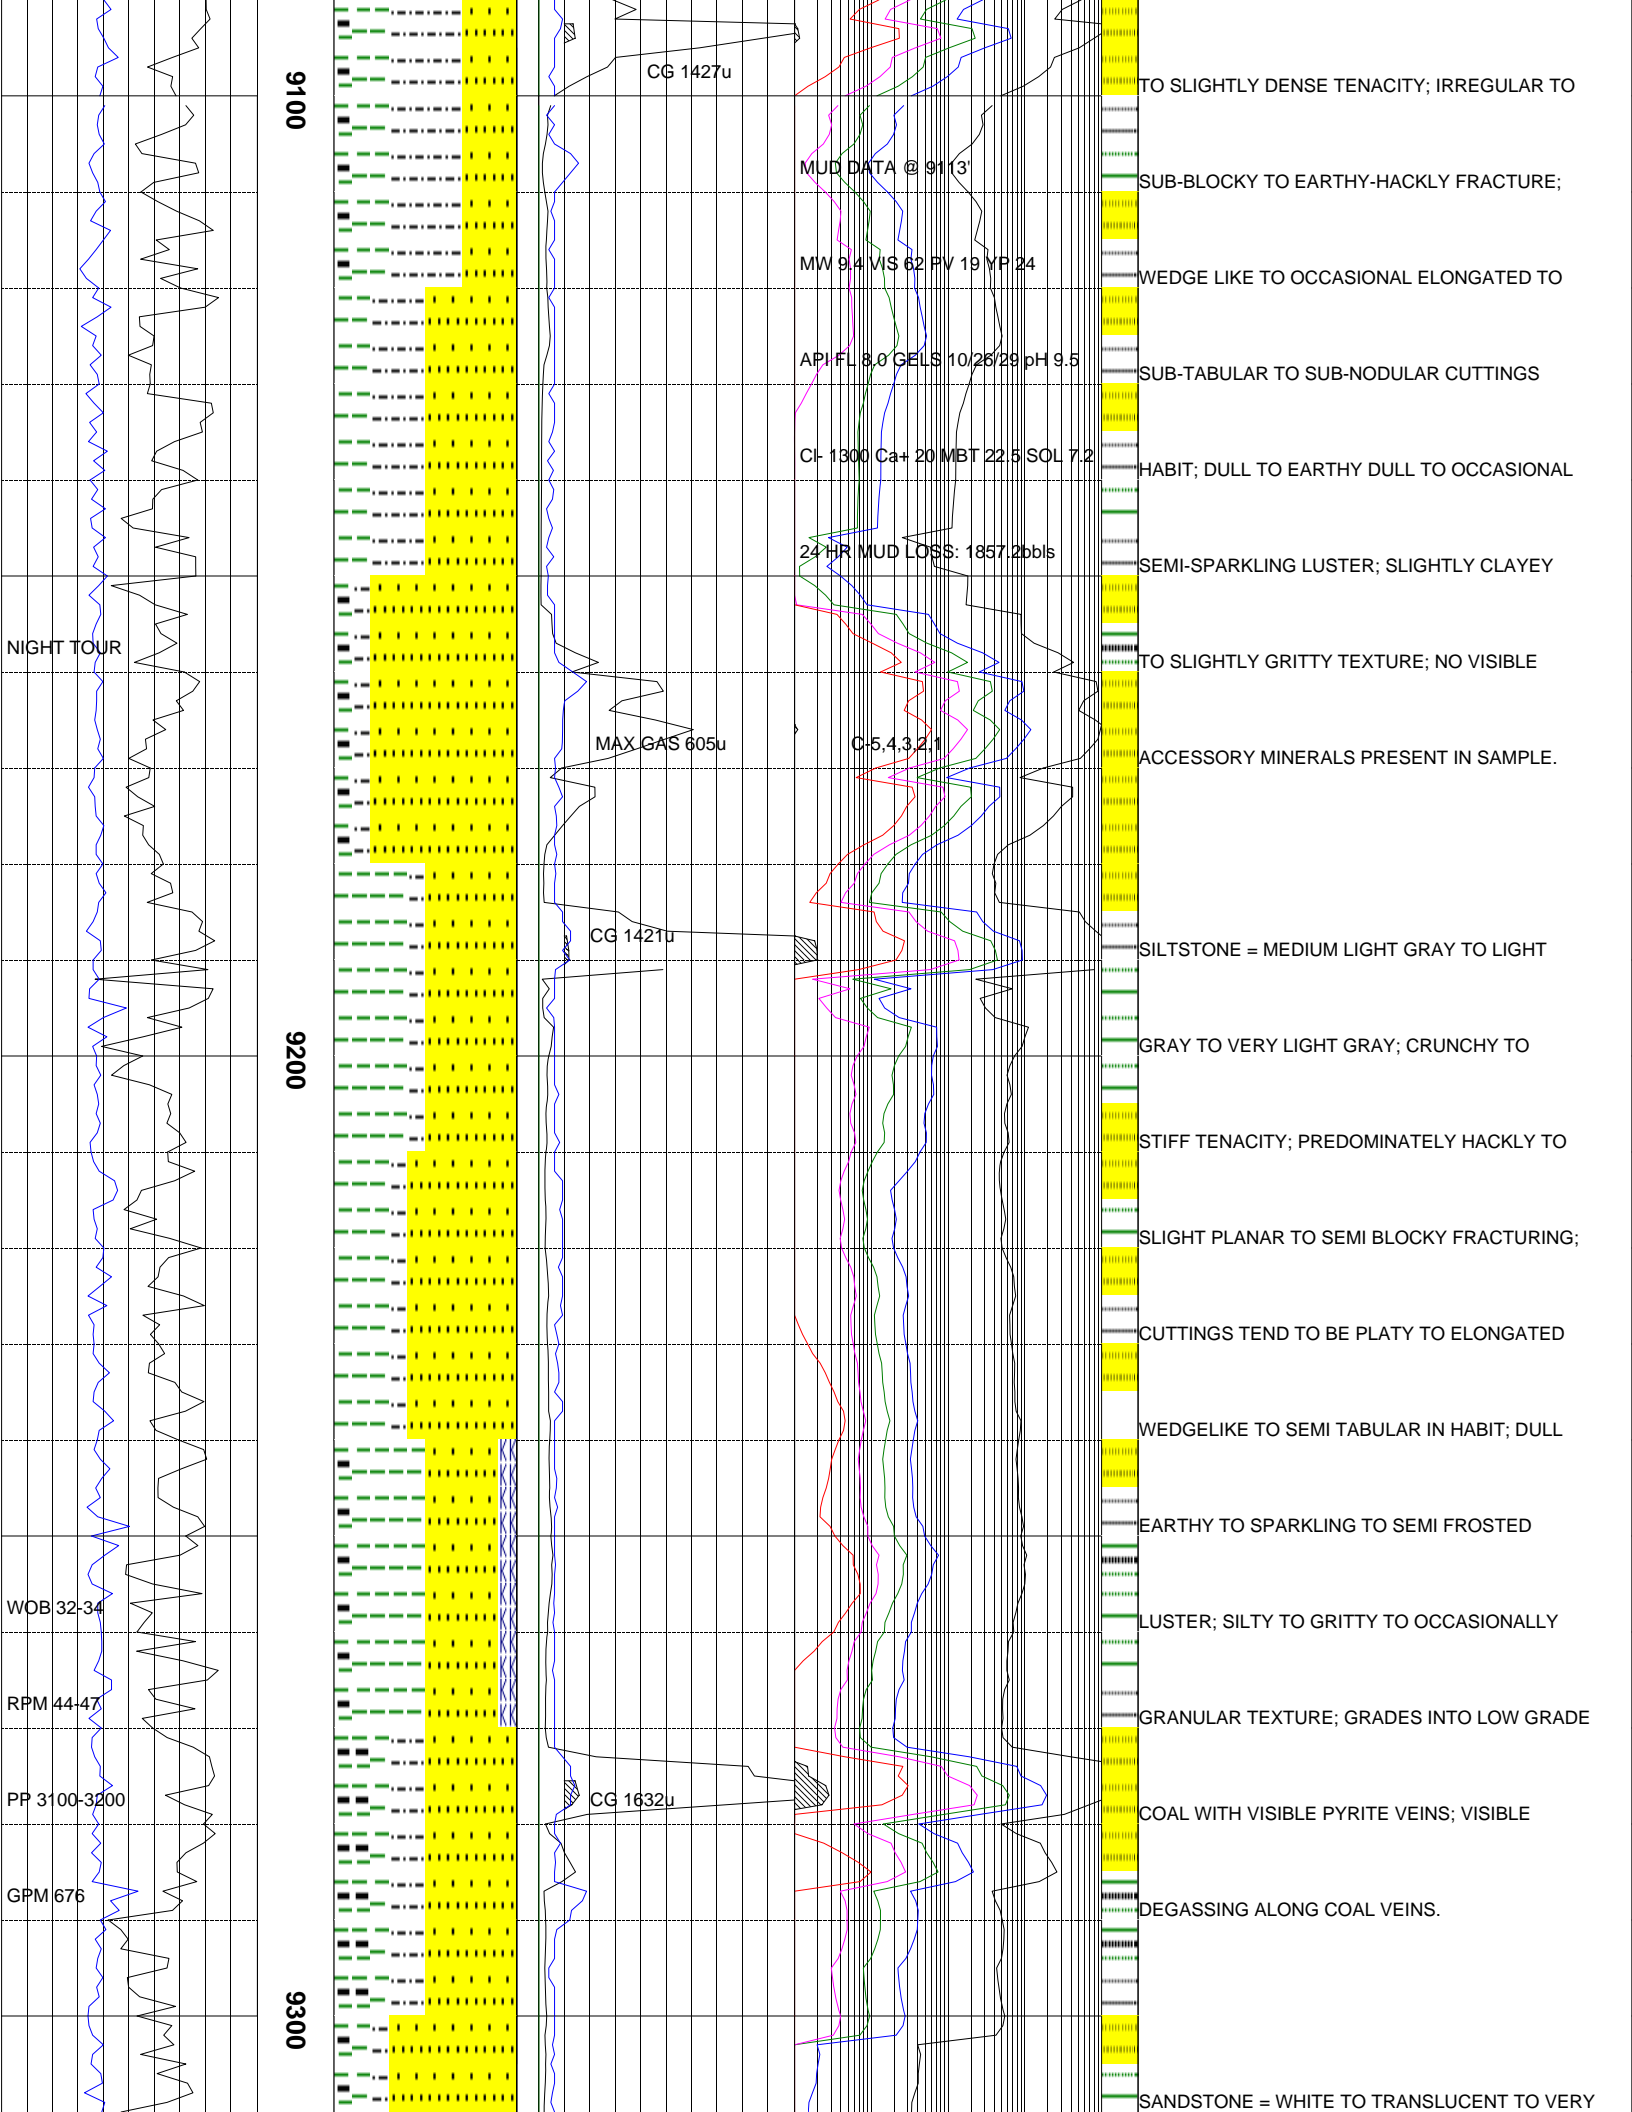 CG 1427u
TO SLIGHTLY DENSE TENACITY; IRREGULAR TO
9100
MUD DATA @ 9113'
SUB-BLOCKY TO EARTHY-HACKLY FRACTURE;
MW 9.4 VIS 62 PV 19 YP 24
WEDGE LIKE TO OCCASIONAL ELONGATED TO
API FL 8.0 GELS 10/26/29 pH 9.5
SUB-TABULAR TO SUB-NODULAR CUTTINGS
Cl- 1300 Ca+ 20 MBT 22.5 SOL 7.2
HABIT; DULL TO EARTHY DULL TO OCCASIONAL
24 HR MUD LOSS: 1857.2bbls
SEMI-SPARKLING LUSTER; SLIGHTLY CLAYEY
NIGHT TOUR
TO SLIGHTLY GRITTY TEXTURE; NO VISIBLE
MAX GAS 605u
C-5,4,3,2,1
ACCESSORY MINERALS PRESENT IN SAMPLE.
CG 1421u
SILTSTONE = MEDIUM LIGHT GRAY TO LIGHT
9200
GRAY TO VERY LIGHT GRAY; CRUNCHY TO
STIFF TENACITY; PREDOMINATELY HACKLY TO
SLIGHT PLANAR TO SEMI BLOCKY FRACTURING;
CUTTINGS TEND TO BE PLATY TO ELONGATED
WEDGELIKE TO SEMI TABULAR IN HABIT; DULL
EARTHY TO SPARKLING TO SEMI FROSTED
WOB 32-34
LUSTER; SILTY TO GRITTY TO OCCASIONALLY
RPM 44-47
GRANULAR TEXTURE; GRADES INTO LOW GRADE
PP 3100-3200
CG 1632u
COAL WITH VISIBLE PYRITE VEINS; VISIBLE
GPM 676
DEGASSING ALONG COAL VEINS.
9300
SANDSTONE = WHITE TO TRANSLUCENT TO VERY